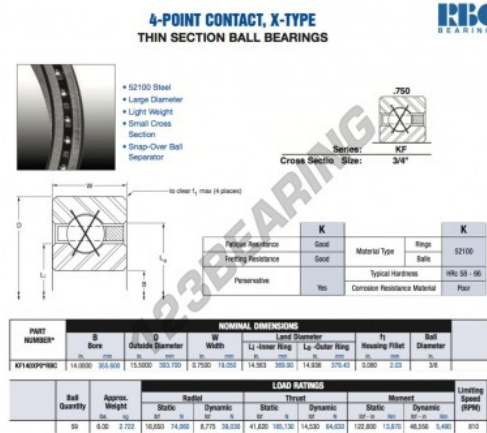 4-POINT CONTACT, X-TYPE
THIN SECTION BALL BEARINGS
RBC
BEARINGS
• 52100 Steel
• Large Diameter
• Light Weight
• Small Cross
Section
• Snap-Over Ball
Separator
.750
Series: KF
Cross Sectio Size: 3/4"
W
to clear f₁ max (4 places)
D
B
123BEARING
K K
Fatigue Resistance Good Material Type Rings 52100
Fretting Resistance Good Balls
Perservative Yes Typical Hardness HRc 58 - 66
Corrosion Resistance Material Poor
PART NUMBER* NOMINAL DIMENSIONS
B Bore D Outside Diameter W Width Land Diameter f₁ Housing Fillet Ball Diameter
Lⱼ -Inner Ring L₀ -Outer Ring
in. mm in. mm in. mm in. mm in. mm in. mm in.
KF140XP0*RBC 14.0000 355.600 15.5000 393.700 0.7500 19.050 14.563 369.90 14.938 379.43 0.080 2.03 3/8
Ball Quantity Approx. Weight LOAD RATINGS Limiting Speed (RPM)
Radial Thrust Moment
Static Dynamic Static Dynamic Static Dynamic
lbs. kg lbf N lbf N lbf N lbf N lbf - in Nm lbf - in Nm
59 6.00 2.722 16,650 74,060 8,775 39,030 41,620 185,130 14,530 64,630 122,800 13,870 48,558 5,490 810